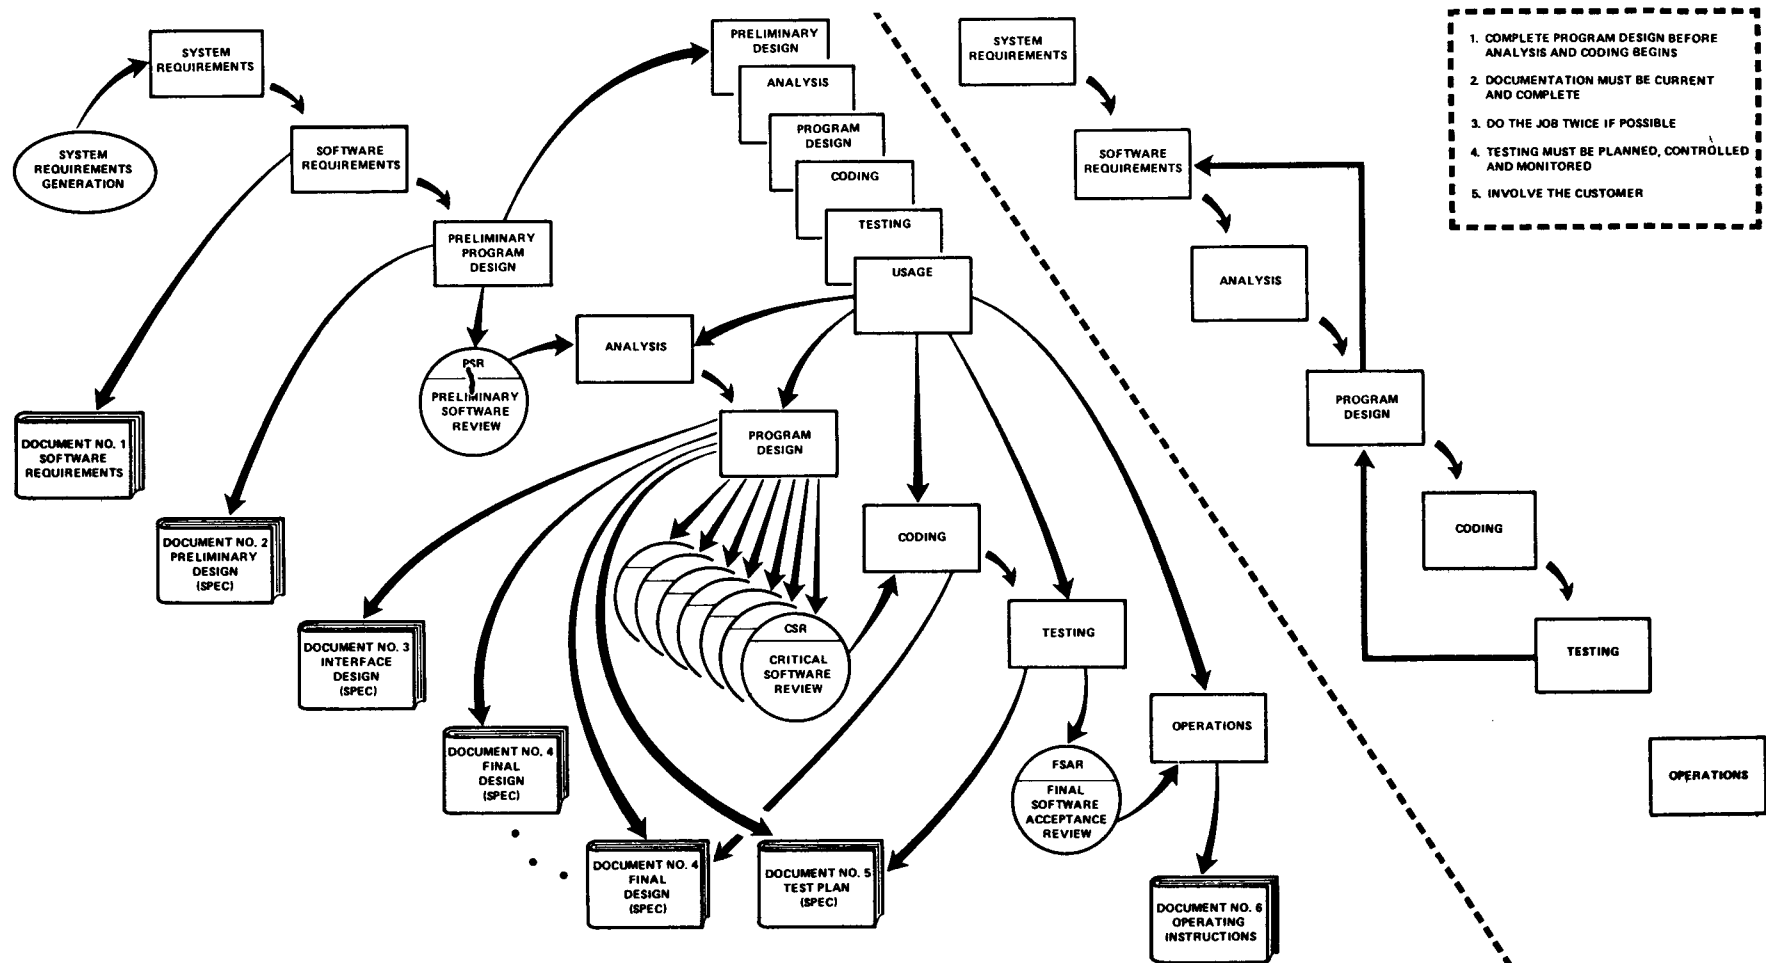 SYSTEM
REQUIREMENTS
SYSTEM
REQUIREMENTS
GENERATION
SOFTWARE
REQUIREMENTS
PRELIMINARY
PROGRAM
DESIGN
PSR
PRELIMINARY
SOFTWARE
REVIEW
ANALYSIS
PROGRAM
DESIGN
PRELIMINARY
DESIGN
ANALYSIS
PROGRAM
DESIGN
CODING
TESTING
USAGE
CSR
CRITICAL
SOFTWARE
REVIEW
CODING
TESTING
FSAR
FINAL
SOFTWARE
ACCEPTANCE
REVIEW
OPERATIONS
DOCUMENT NO. 1
SOFTWARE
REQUIREMENTS
DOCUMENT NO. 2
PRELIMINARY
DESIGN
(SPEC)
DOCUMENT NO. 3
INTERFACE
DESIGN
(SPEC)
DOCUMENT NO. 4
FINAL
DESIGN
(SPEC)
DOCUMENT NO. 4
FINAL
DESIGN
(SPEC)
DOCUMENT NO. 5
TEST PLAN
(SPEC)
DOCUMENT NO. 6
OPERATING
INSTRUCTIONS
SYSTEM
REQUIREMENTS
SOFTWARE
REQUIREMENTS
ANALYSIS
PROGRAM
DESIGN
CODING
TESTING
OPERATIONS
1. COMPLETE PROGRAM DESIGN BEFORE
ANALYSIS AND CODING BEGINS
2. DOCUMENTATION MUST BE CURRENT
AND COMPLETE
3. DO THE JOB TWICE IF POSSIBLE
4. TESTING MUST BE PLANNED, CONTROLLED
AND MONITORED
5. INVOLVE THE CUSTOMER